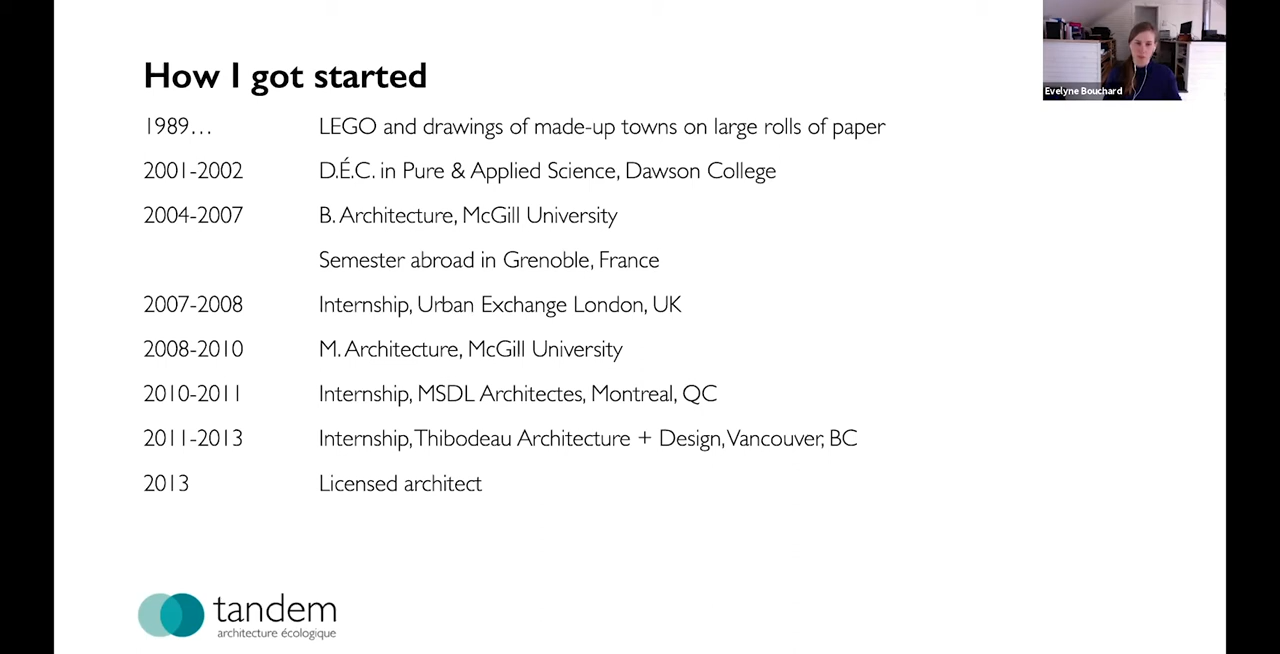 How I got started
1989... LEGO and drawings of made-up towns on large rolls of paper
2001-2002 D.É.C. in Pure & Applied Science, Dawson College
2004-2007 B. Architecture, McGill University
Semester abroad in Grenoble, France
2007-2008 Internship, Urban Exchange London, UK
2008-2010 M. Architecture, McGill University
2010-2011 Internship, MSDL Architectes, Montreal, QC
2011-2013 Internship, Thibodeau Architecture + Design, Vancouver, BC
2013 Licensed architect
Evelyne Bouchard
tandem
architecture écologique